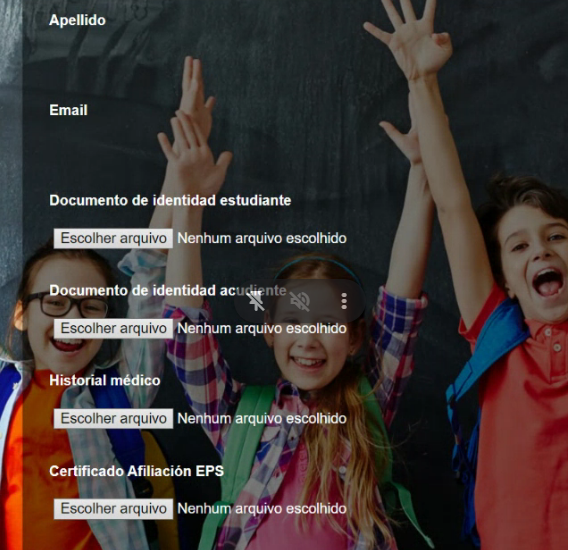 Apellido
Email
Documento de identidad estudiante
Escolher arquivo Nenhum arquivo escolhido
Documento de identidad acudiente
Escolher arquivo Nenhum arquivo escolhido
Historial médico
Escolher arquivo Nenhum arquivo escolhido
Certificado Afiliación EPS
Escolher arquivo Nenhum arquivo escolhido